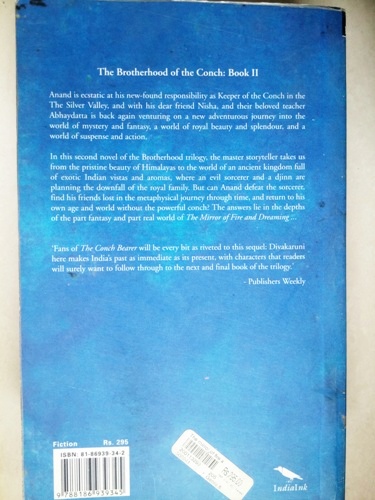 The Brotherhood of the Conch: Book II
Anand is ecstatic at his new-found responsibility as Keeper of the Conch in the
The Silver Valley, and with his dear friend Nisha, and their beloved teacher
Abhaydatta is back again venturing on a new adventurous journey into the
world of mystery and fantasy, a world of royal beauty and splendour, and a
world of suspense and action.
In this second novel of the Brotherhood trilogy, the master storyteller takes us
from the pristine beauty of Himalayas to the world of an ancient kingdom full
of exotic Indian vistas and aromas, where an evil sorcerer and a djinn are
planning the downfall of the royal family. But can Anand defeat the sorcerer,
find his friends lost in the metaphysical journey through time, and return to
his own age and world without the powerful conch? The answers lie in the depths
of the part fantasy and part real world of The Mirror of Fire and Dreaming ...
'Fans of The Conch Bearer will be every bit as riveted to this sequel. Divakaruni
here makes India's past as immediate as its present, with characters that readers
will surely want to follow through to the next and final book of the trilogy.'
- Publishers Weekly
Fiction Rs. 295
ISBN: 81-86939-34-2
9 788186 939345
IndiaInk